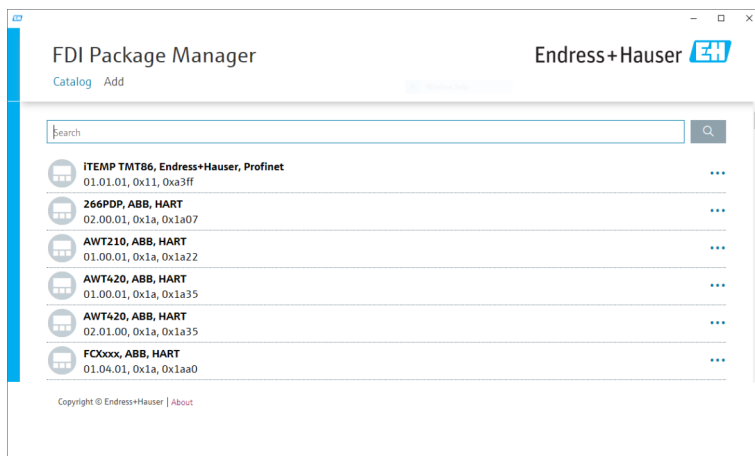 EH
FDI Package Manager
Endress+Hauser EH
Catalog Add
Search
iTEMP TMT86, Endress+Hauser, Profinet
01.01.01, 0x11, 0xa3ff
266PDP, ABB, HART
02.00.01, 0x1a, 0x1a07
AWT210, ABB, HART
01.00.01, 0x1a, 0x1a22
AWT420, ABB, HART
01.00.01, 0x1a, 0x1a35
AWT420, ABB, HART
02.01.00, 0x1a, 0x1a35
FCXxxx, ABB, HART
01.04.01, 0x1a, 0x1aa0
Copyright © Endress+Hauser | About